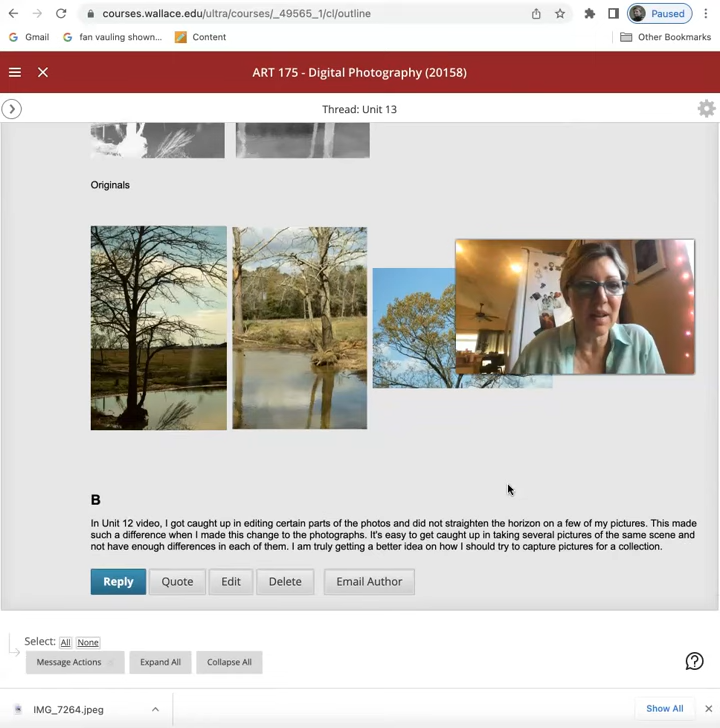 courses.wallace.edu/ultra/courses/_49565_1/cl/outline
Paused
Gmail
fan vauling shown...
Content
Other Bookmarks
ART 175 - Digital Photography (20158)
Thread: Unit 13
Originals
B
In Unit 12 video, I got caught up in editing certain parts of the photos and did not straighten the horizon on a few of my pictures. This made
such a difference when I made this change to the photographs. It's easy to get caught up in taking several pictures of the same scene and
not have enough differences in each of them. I am truly getting a better idea on how I should try to capture pictures for a collection.
Reply
Quote
Edit
Delete
Email Author
Select: All None
Message Actions
Expand All
Collapse All
IMG_7264.jpeg
Show All